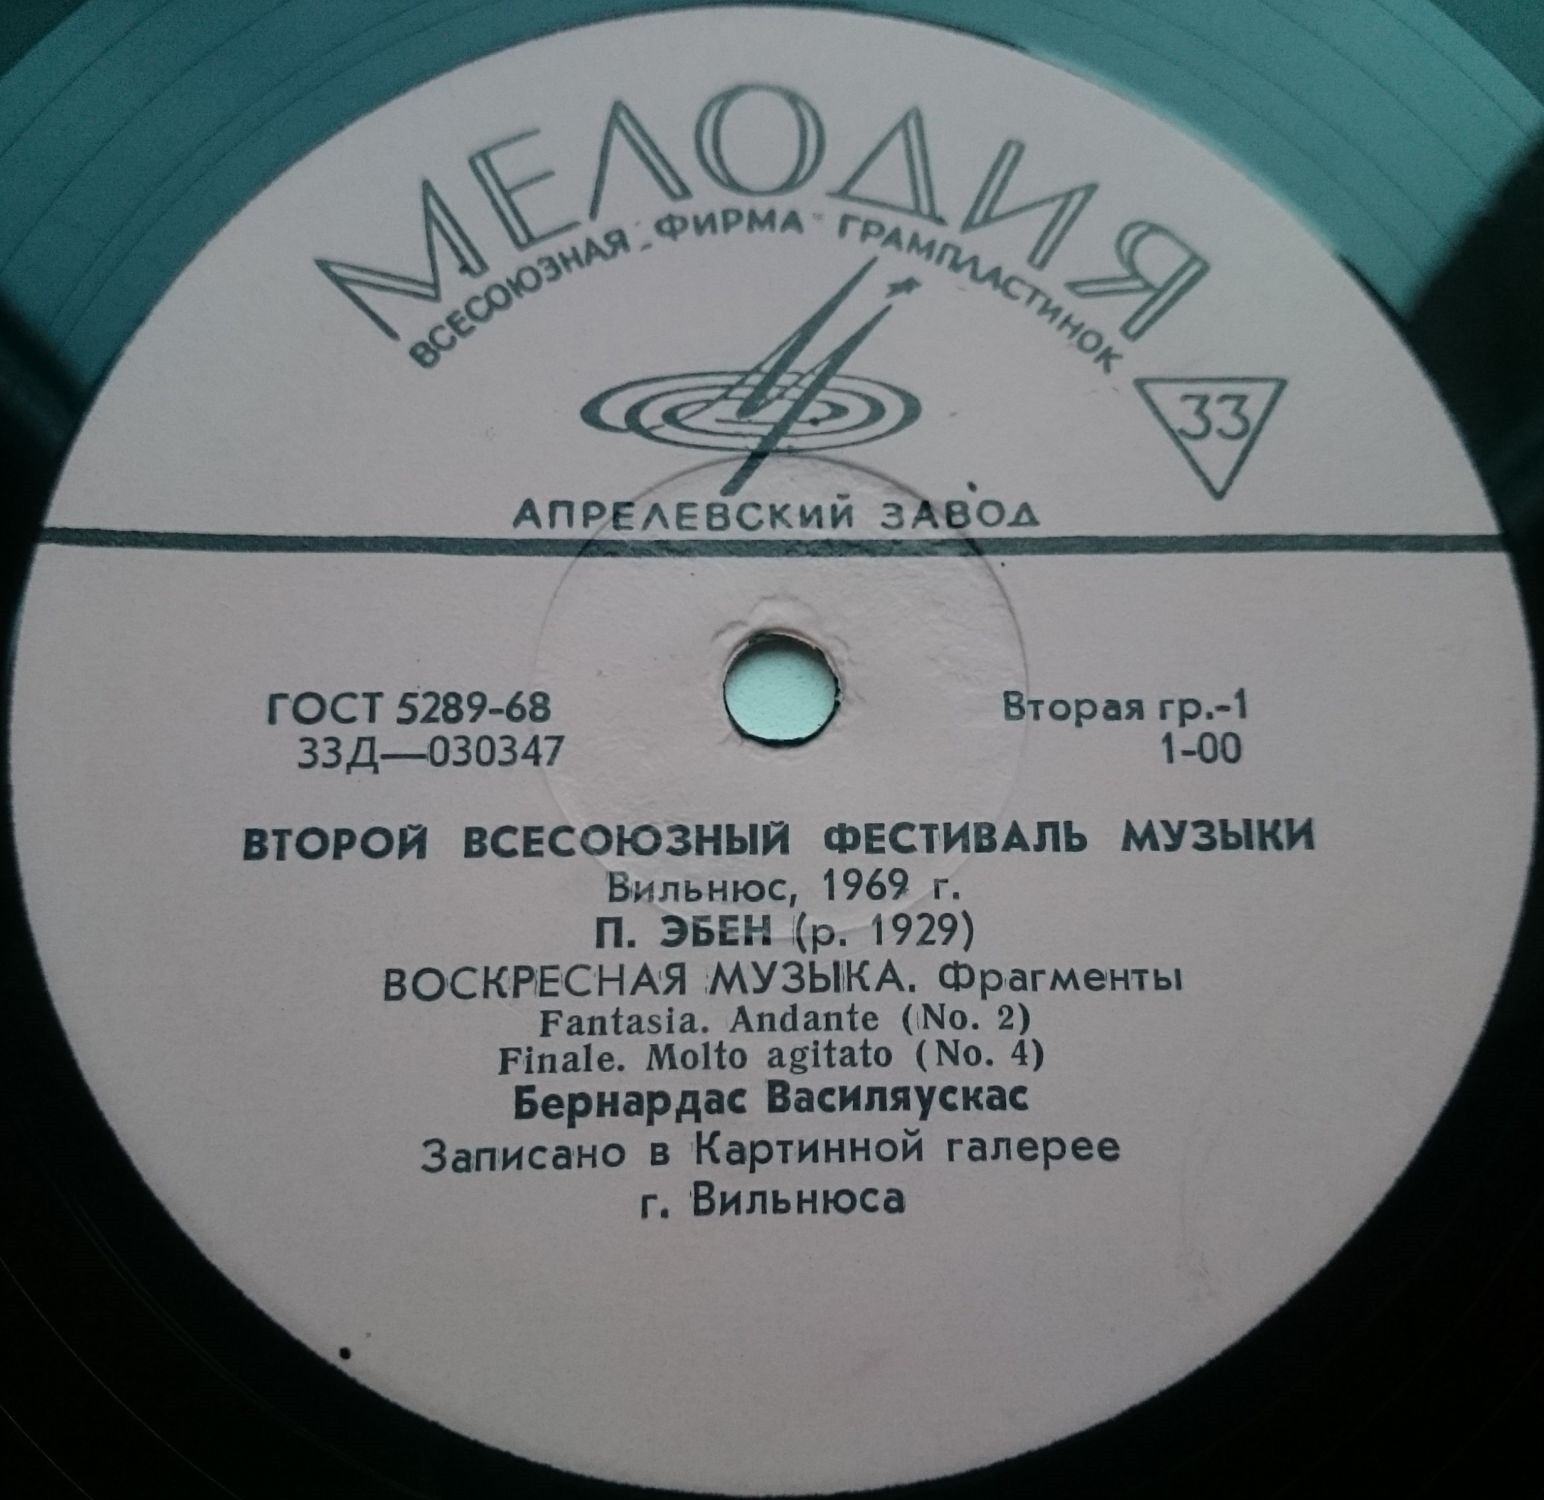 МЕЛОДИЯ
ВСЕСОЮЗНАЯ ФИРМА ГРАМПЛАСТИНОК
33
АПРЕЛЕВСКИЙ ЗАВОД
ГОСТ 5289-68
33Д—030347
Вторая гр.-1
1-00
ВТОРОЙ ВСЕСОЮЗНЫЙ ФЕСТИВАЛЬ МУЗЫКИ
Вильнюс, 1969 г.
П. ЭБЕН (р. 1929)
ВОСКРЕСНАЯ МУЗЫКА. Фрагменты
Fantasia. Andante (No. 2)
Finale. Molto agitato (No. 4)
Бернардас Василяускас
Записано в Картинной галерее
г. Вильнюса